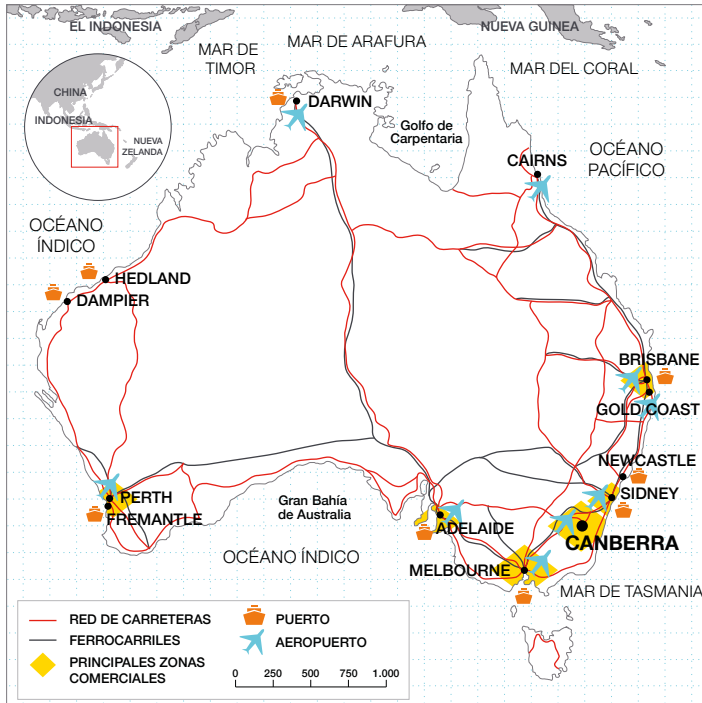 EL INDONESIA
NUEVA GUINEA
MAR DE
TIMOR
MAR DE ARAFURA
MAR DEL CORAL
CHINA
INDONESIA
NUEVA
ZELANDA
DARWIN
Golfo de
Carpentaria
CAIRNS
OCÉANO
PACÍFICO
OCÉANO
ÍNDICO
HEDLAND
DAMPIER
BRISBANE
GOLD COAST
NEWCASTLE
SIDNEY
PERTH
FREMANTLE
Gran Bahía
de Australia
ADELAIDE
CANBERRA
OCÉANO ÍNDICO
MELBOURNE
MAR DE TASMANIA
RED DE CARRETERAS
FERROCARRILES
PRINCIPALES ZONAS
COMERCIALES
PUERTO
AEROPUERTO
0 250 500 750 1.000